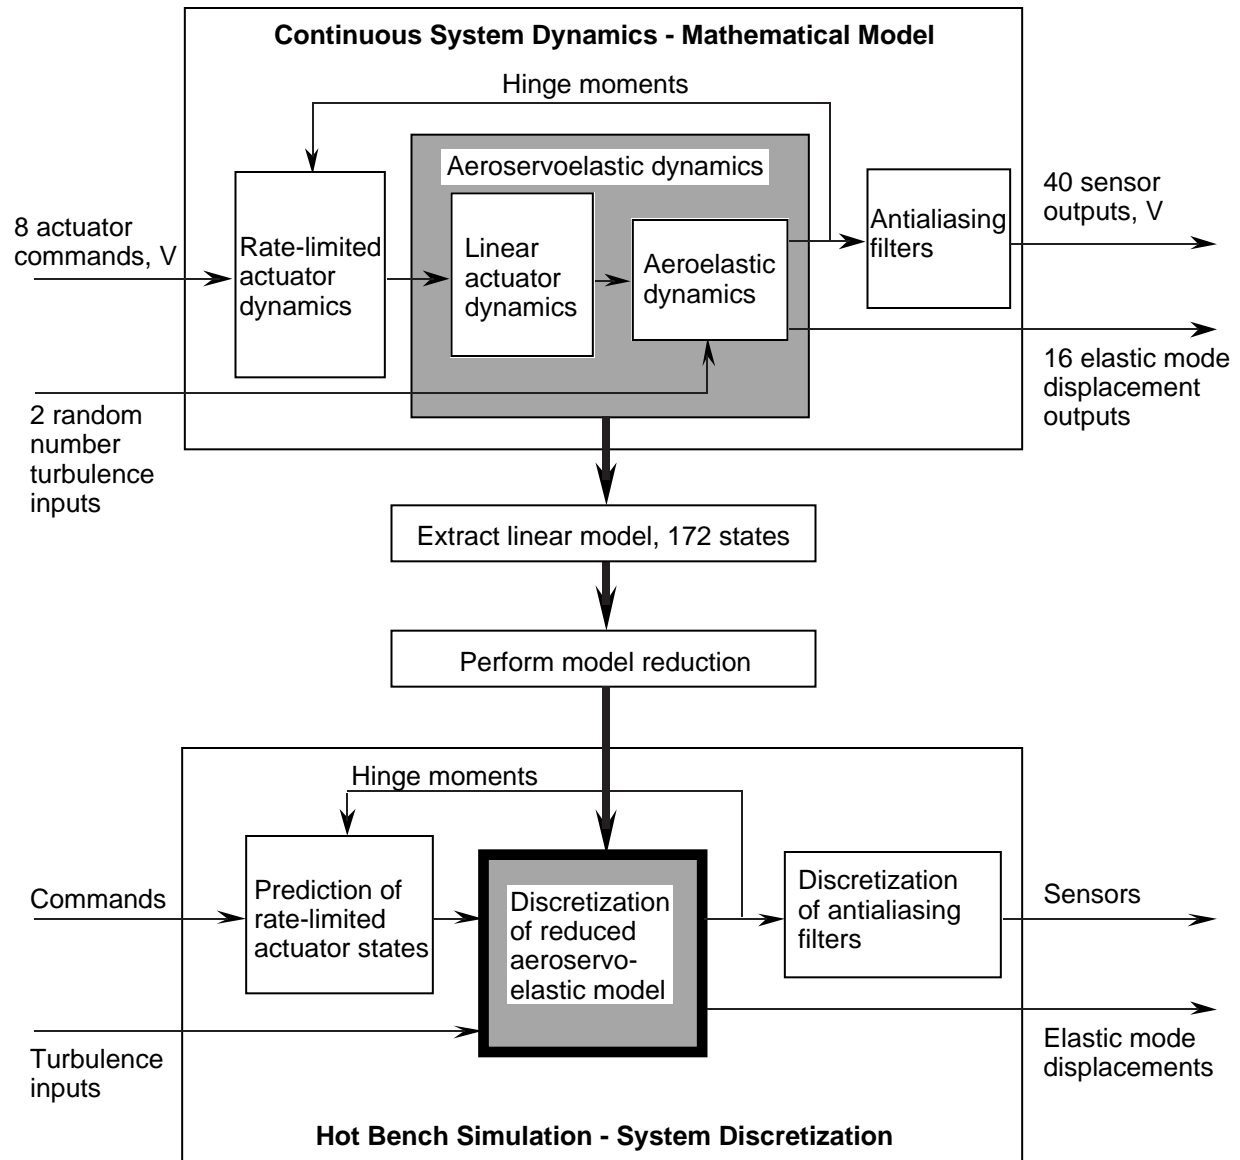 Continuous System Dynamics - Mathematical Model
Hinge moments
Aeroservoelastic dynamics
8 actuator
commands, V
Rate-limited
actuator
dynamics
Linear
actuator
dynamics
Aeroelastic
dynamics
Antialiasing
filters
40 sensor
outputs, V
16 elastic mode
displacement
outputs
2 random
number
turbulence
inputs
Extract linear model, 172 states
Perform model reduction
Hinge moments
Commands
Prediction of
rate-limited
actuator states
Discretization
of reduced
aeroservo-
elastic model
Discretization
of antialiasing
filters
Sensors
Turbulence
inputs
Elastic mode
displacements
Hot Bench Simulation - System Discretization